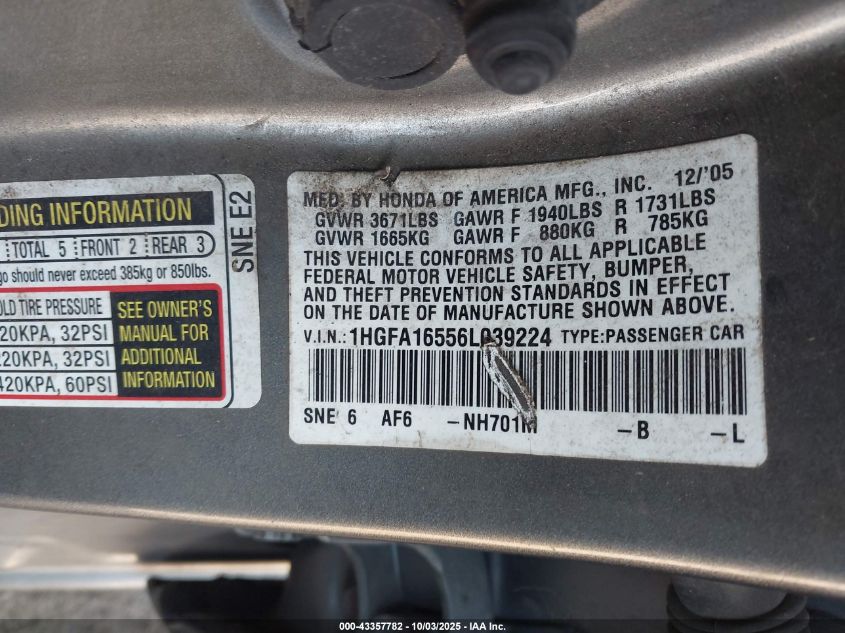 DING INFORMATION
TOTAL 5 FRONT 2 REAR 3
go should never exceed 385kg or 850lbs.
OLD TIRE PRESSURE
20KPA, 32PSI
220KPA, 32PSI
420KPA, 60PSI
SEE OWNER'S
MANUAL FOR
ADDITIONAL
INFORMATION
SNE E2
MFD. BY HONDA OF AMERICA MFG., INC. 12/'05
GVWR 3671LBS GAWR F 1940LBS R 1731LBS
GVWR 1665KG GAWR F 880KG R 785KG
THIS VEHICLE CONFORMS TO ALL APPLICABLE
FEDERAL MOTOR VEHICLE SAFETY, BUMPER,
AND THEFT PREVENTION STANDARDS IN EFFECT
ON THE DATE OF MANUFACTURE SHOWN ABOVE.
V.I.N.: 1HGFA16556L039224 TYPE:PASSENGER CAR
SNE 6 AF6 -NH701M -B -L
000-43357782 - 10/03/2025 - IAA Inc.